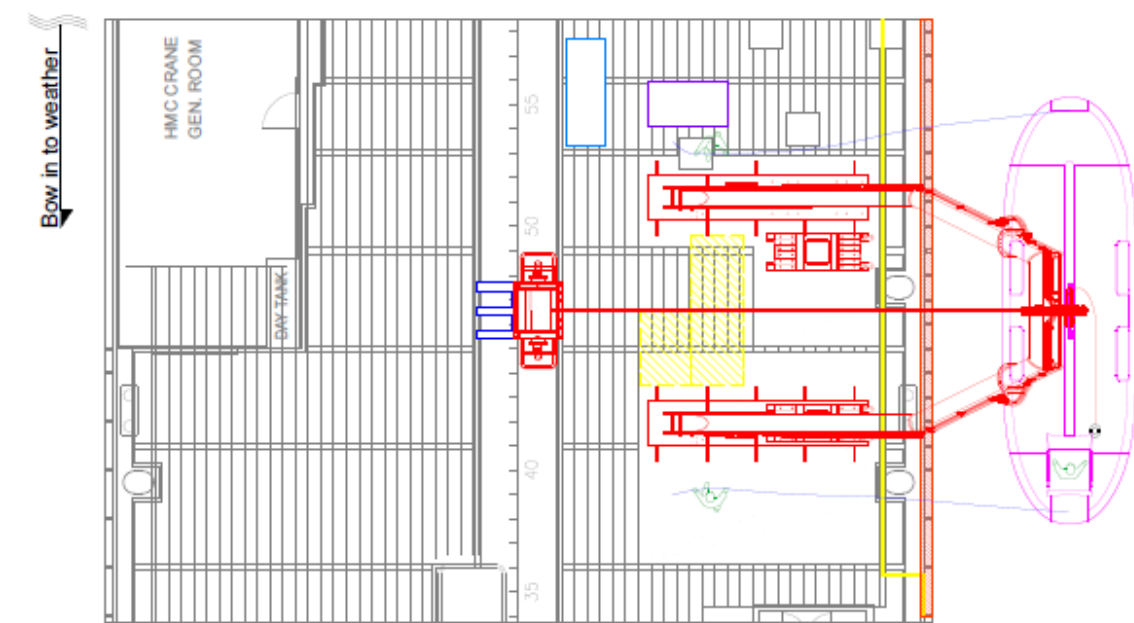 Bow in to weather
HMC CRANE
GEN. ROOM
DAY TANK
55
50
40
35